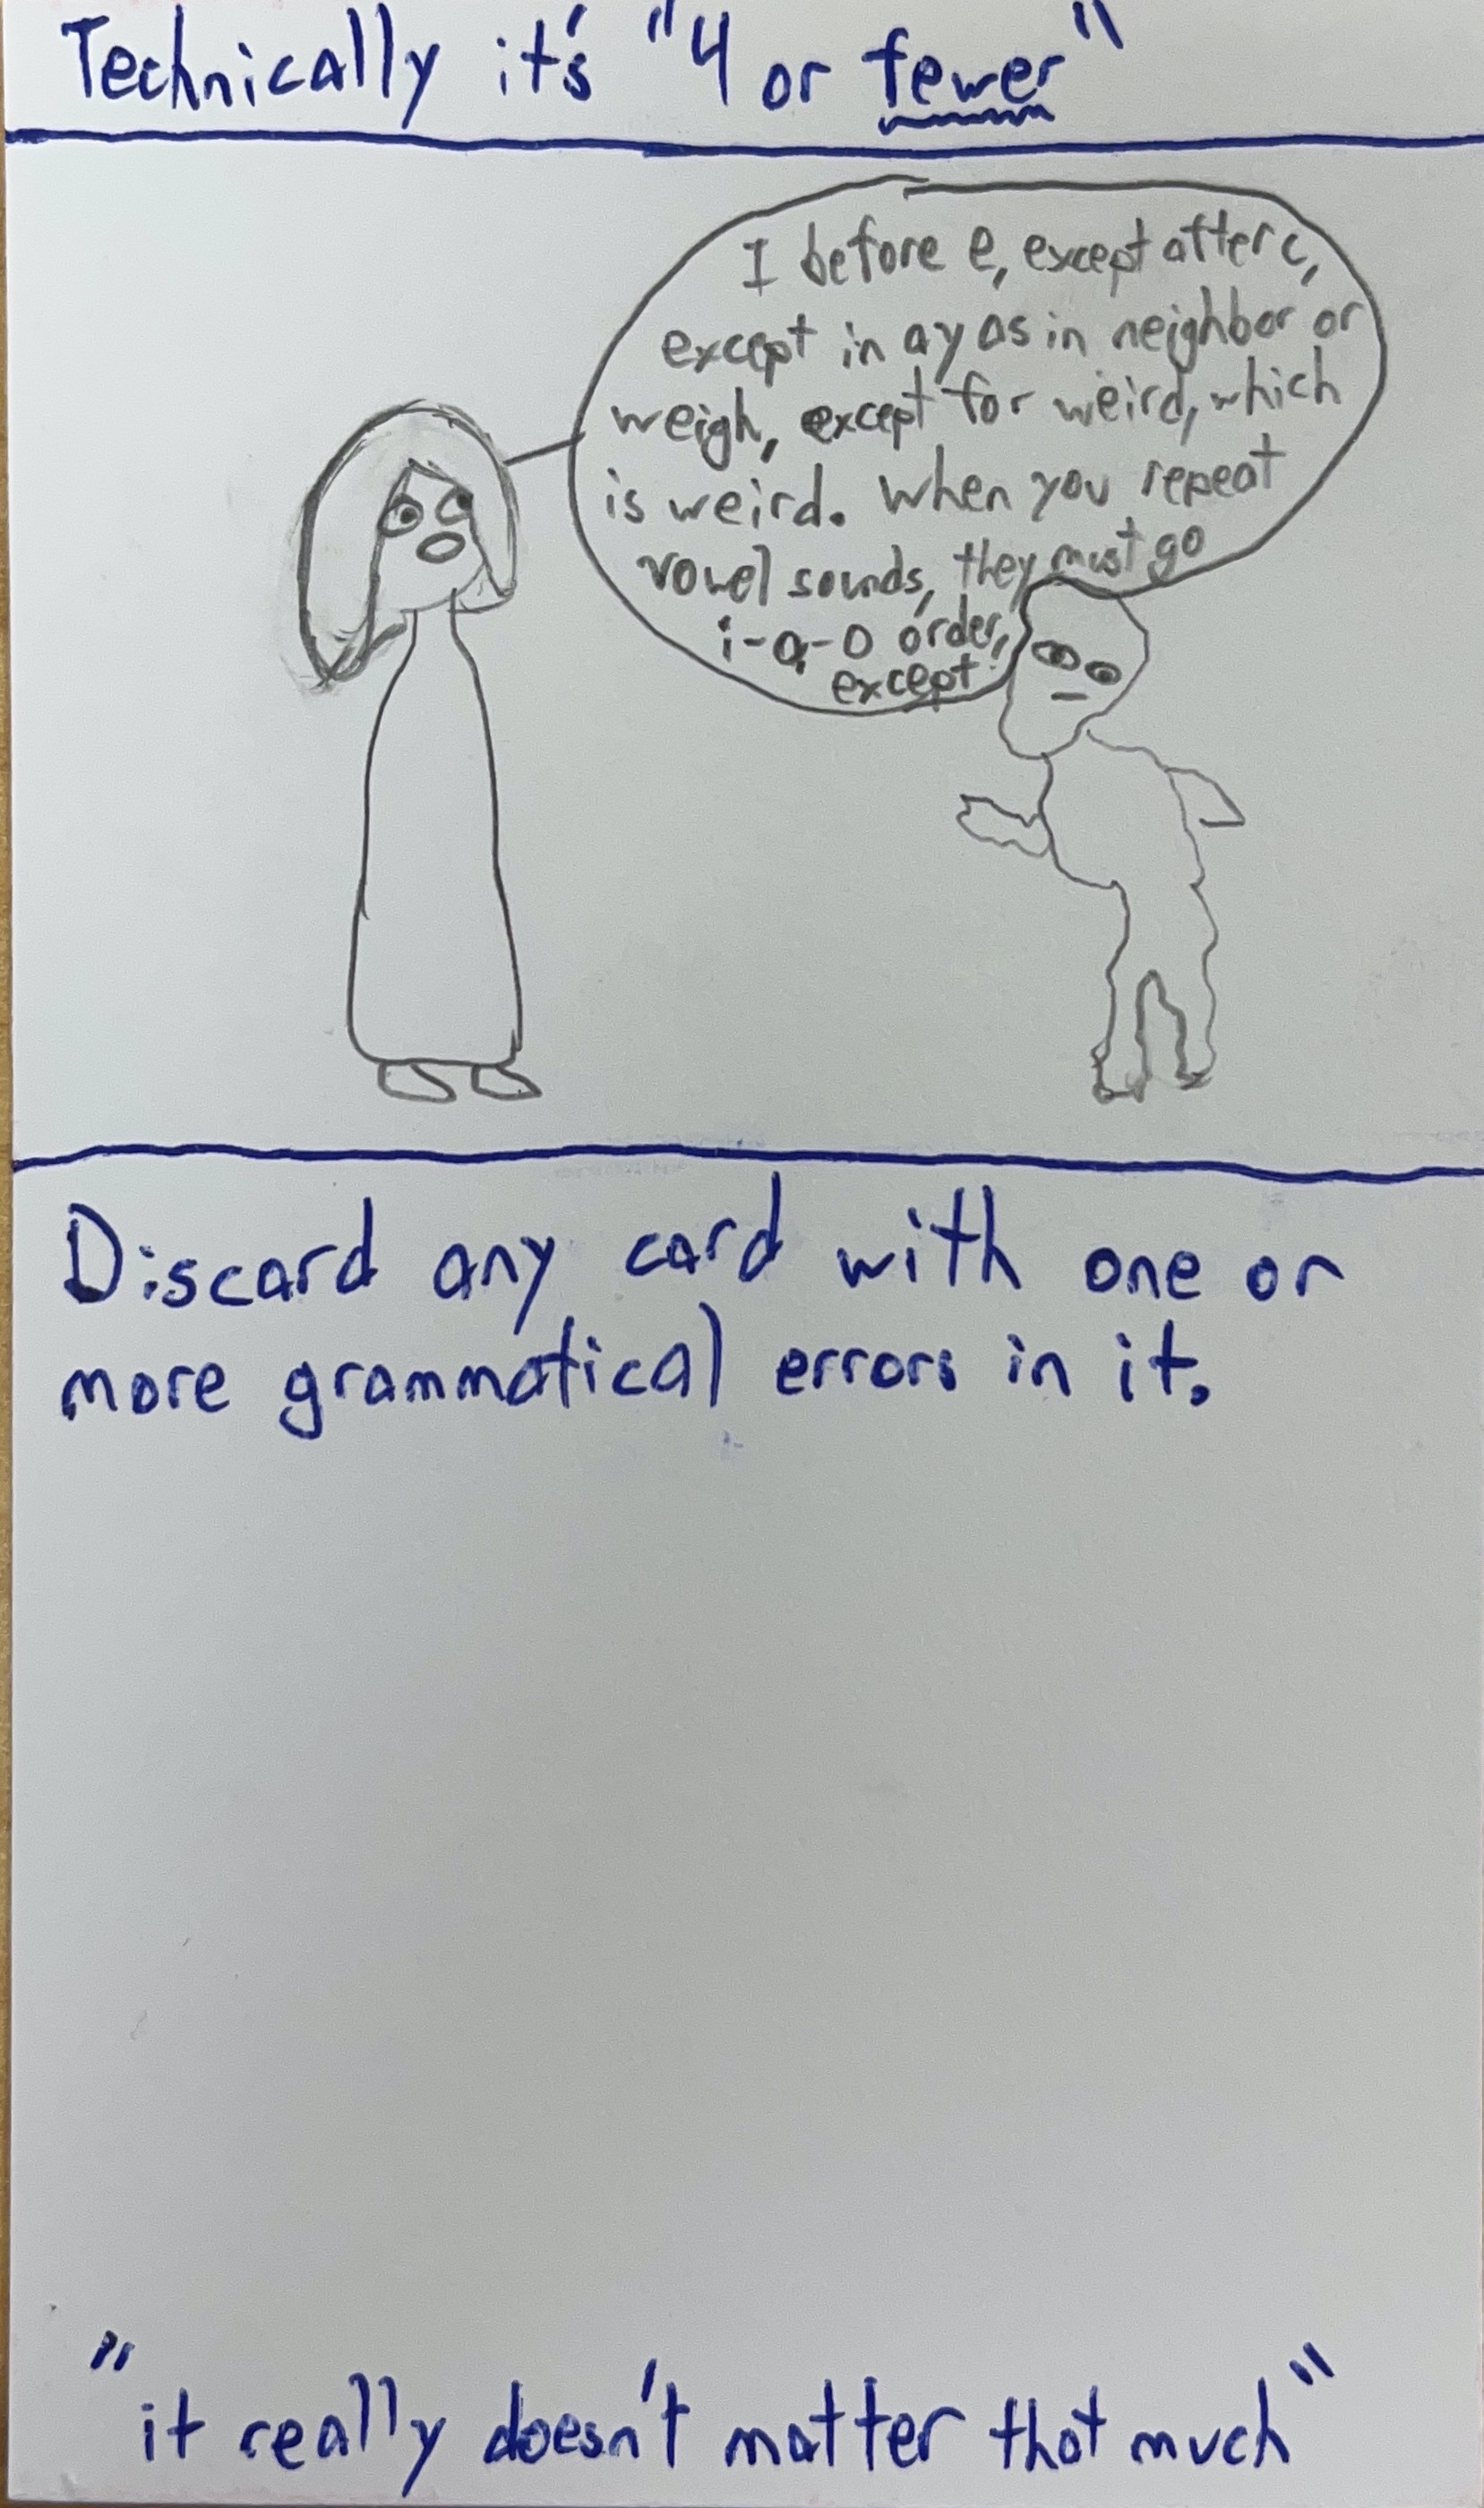 Technically it's "4 or fewer"
I before e, except after c,
except in ay as in neighbor or
weigh, except for weird, which
is weird. When you repeat
vowel sounds, they must go
i-a-o order,
except
Discard any card with one or
more grammatical errors in it.
"it really doesn't matter that much"